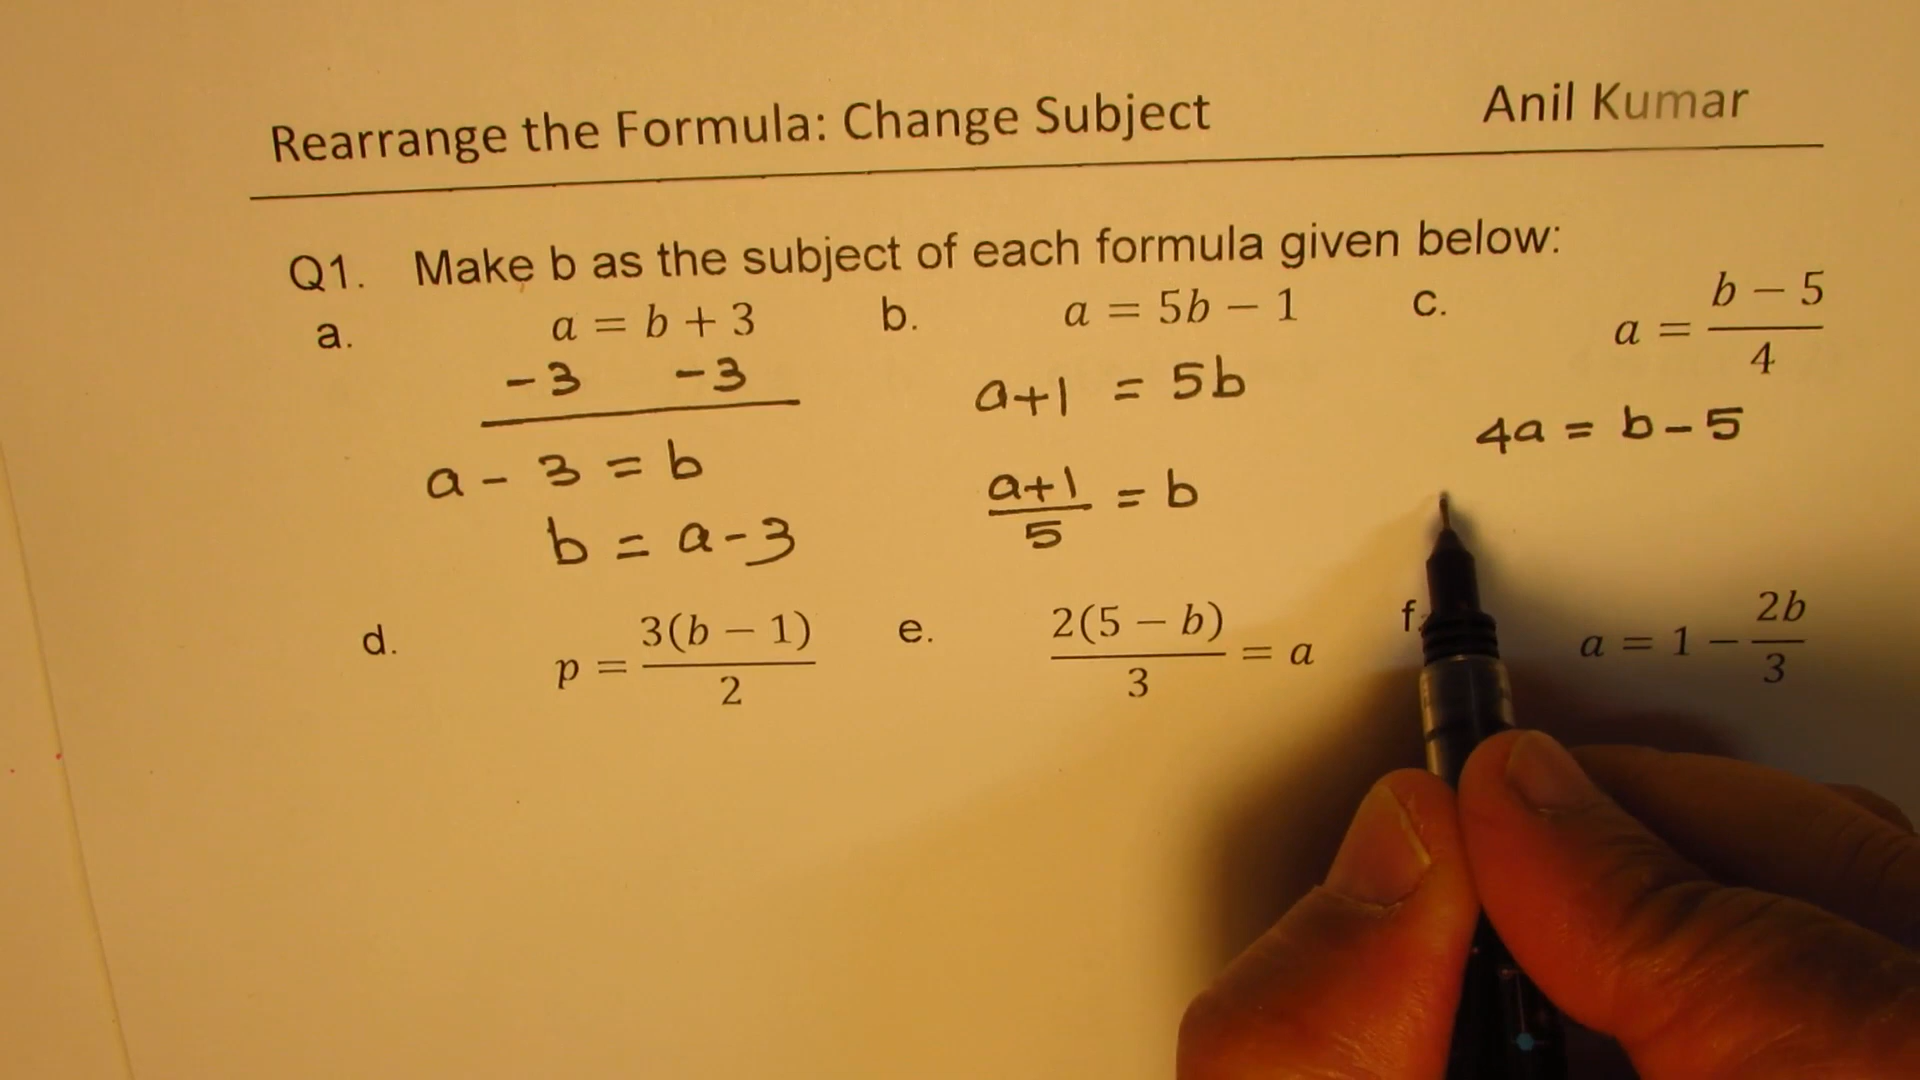 Rearrange the Formula: Change Subject Anil Kumar
Q1. Make b as the subject of each formula given below:
a. a = b + 3
-3 -3
a - 3 = b
b = a - 3
b. a = 5b − 1
a+1 = 5b
a+1/5 = b
c. a = b − 5/4
4a = b - 5
d. p = 3(b − 1)/2
e. 2(5 − b)/3 = a
f. a = 1 − 2b/3